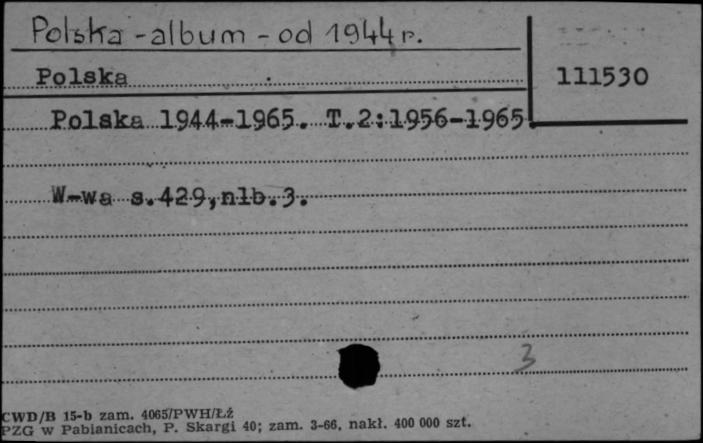 Polska - album - od 1944 r.
Polska
111530
Polska 1944-1965. T.2:1956-1965
W-wa s.429,nlb.3.
3
CWD/B 15-b zam. 4065/PWH/Łź
PZG w Pabianicach, P. Skargi 40; zam. 3-66, nakł. 400 000 szt.